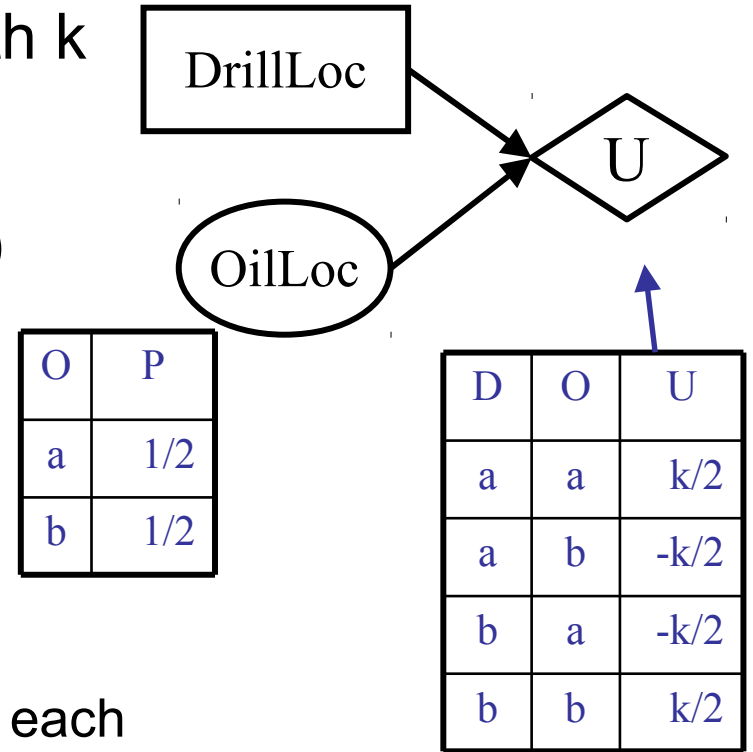 k
DrillLoc
U
)
OilLoc
O P
a 1/2
b 1/2
D O U
a a k/2
a b -k/2
b a -k/2
b b k/2
each